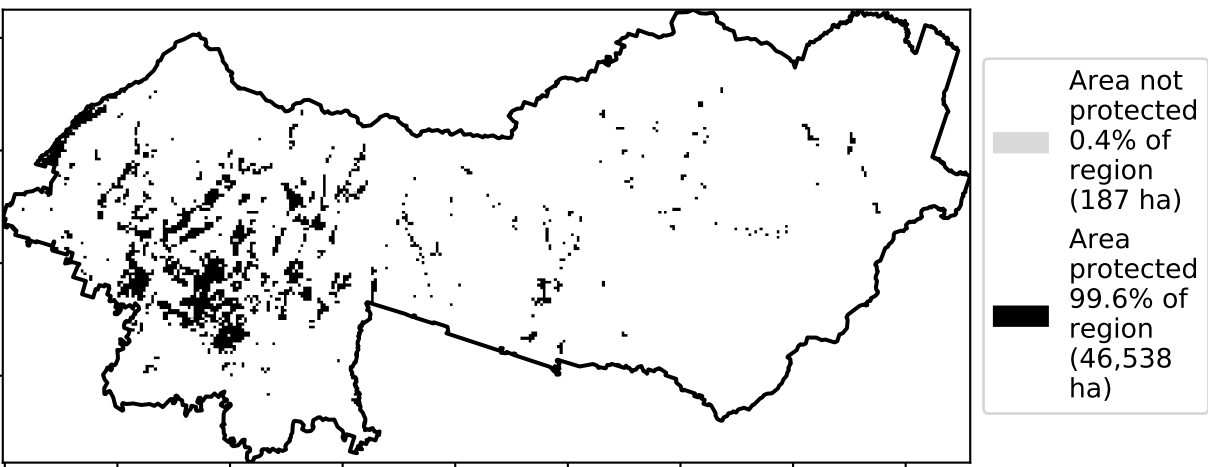 Area not
protected
0.4% of
region
(187 ha)
Area
protected
99.6% of
region
(46,538
ha)